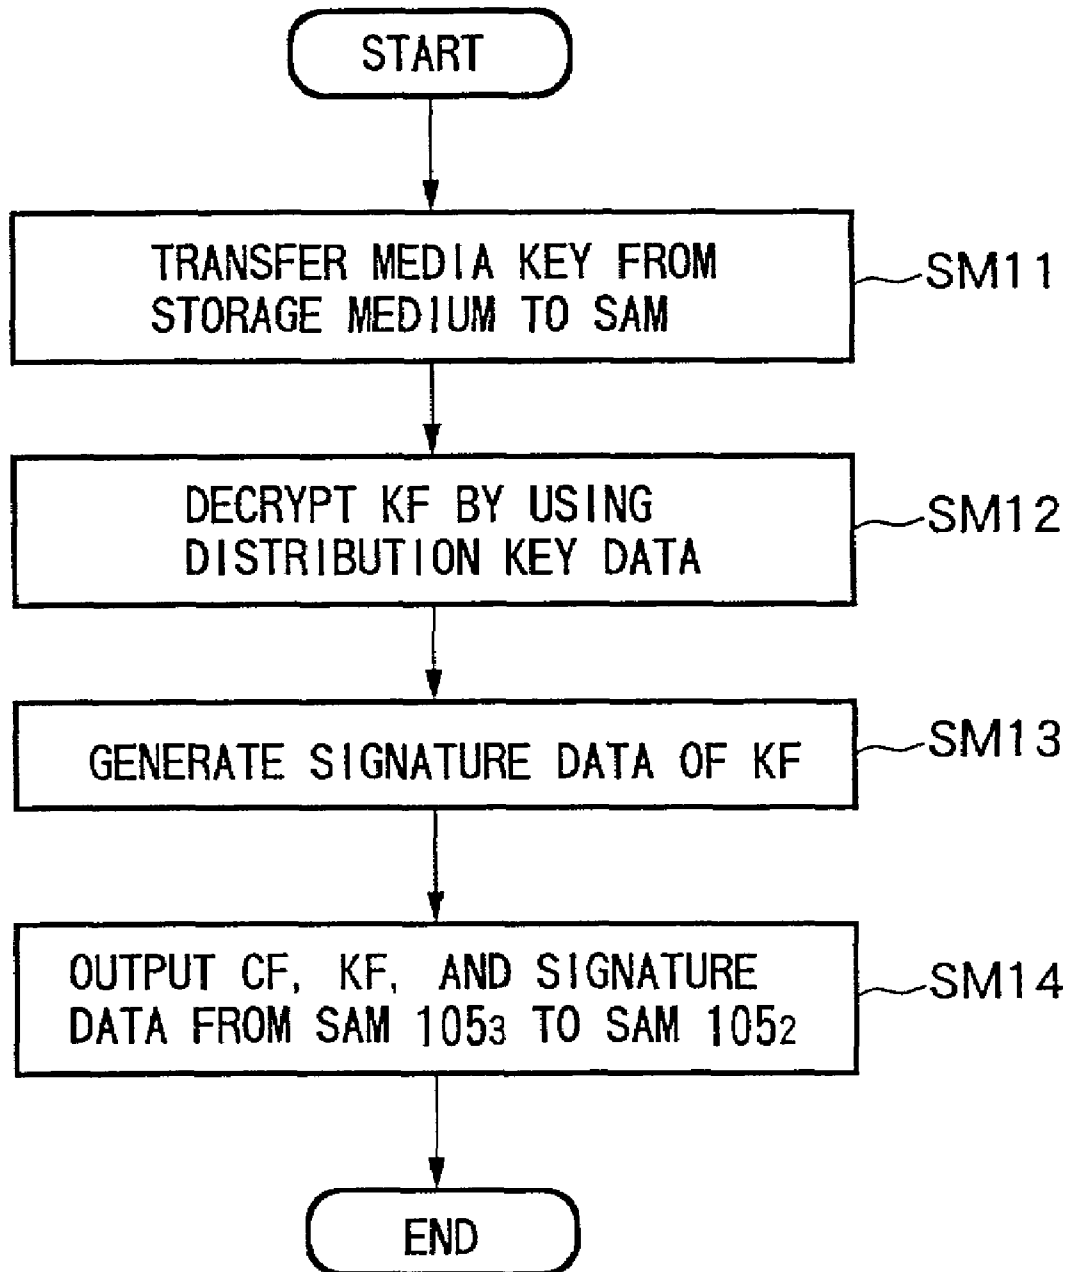 START
TRANSFER MEDIA KEY FROM
STORAGE MEDIUM TO SAM
SM11
DECRYPT KF BY USING
DISTRIBUTION KEY DATA
SM12
GENERATE SIGNATURE DATA OF KF
SM13
OUTPUT CF, KF, AND SIGNATURE
DATA FROM SAM 105₃ TO SAM 105₂
SM14
END